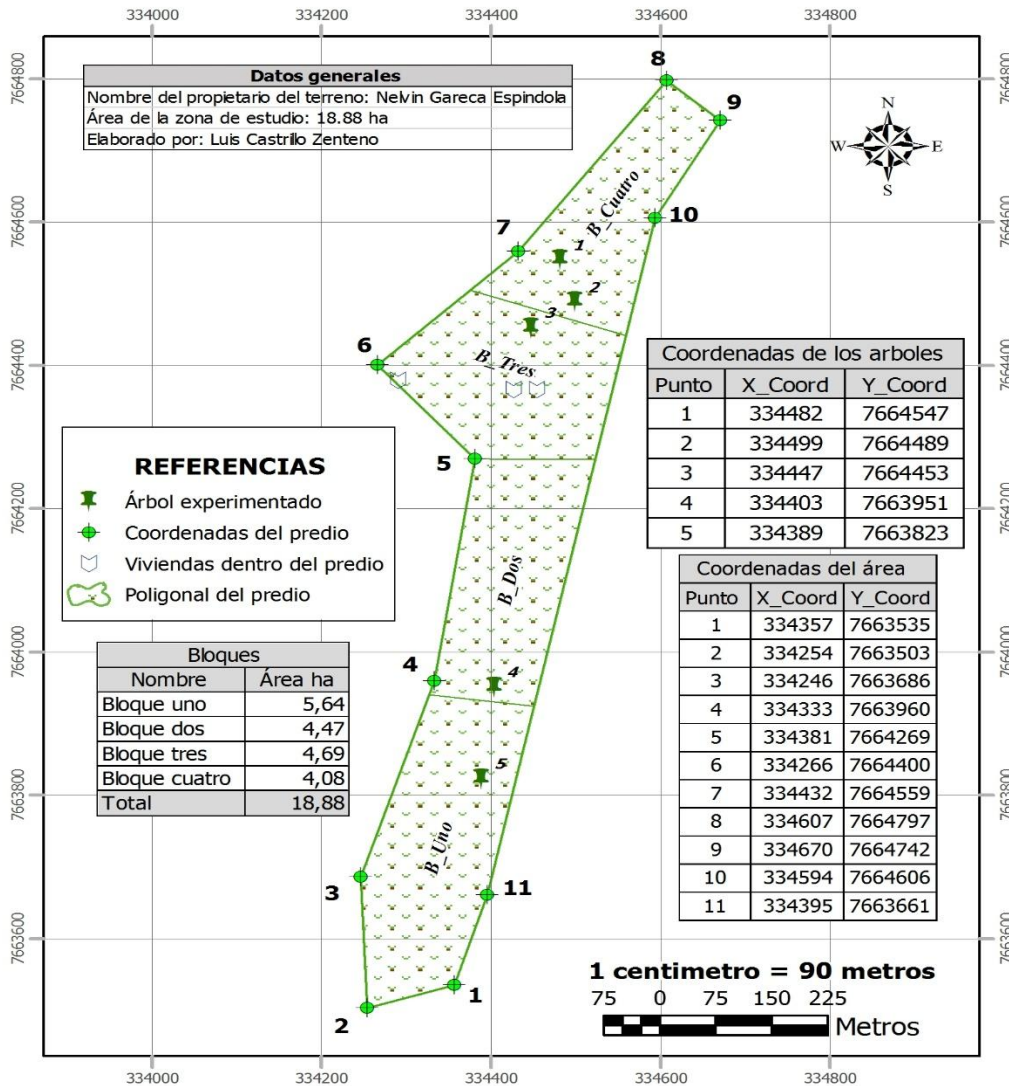 334000 334200 334400 334600 334800
7664800 7664800
7664600 7664600
7664400 7664400
7664200 7664200
7664000 7664000
7663800 7663800
7663600 7663600
Datos generales
Nombre del propietario del terreno: Nelvin Gareca Espindola
Área de la zona de estudio: 18.88 ha
Elaborado por: Luis Castrillo Zenteno
N
W E
S
8
9
10
7
6
5
4
3
11
1
2
B_Cuatro
1
2
3
B_Tres
B_Dos
4
5
B_Uno
Coordenadas de los arboles
Punto X_Coord Y_Coord
1 334482 7664547
2 334499 7664489
3 334447 7664453
4 334403 7663951
5 334389 7663823
REFERENCIAS
Árbol experimentado
Coordenadas del predio
Viviendas dentro del predio
Poligonal del predio
Coordenadas del área
Punto X_Coord Y_Coord
1 334357 7663535
2 334254 7663503
3 334246 7663686
4 334333 7663960
5 334381 7664269
6 334266 7664400
7 334432 7664559
8 334607 7664797
9 334670 7664742
10 334594 7664606
11 334395 7663661
Bloques
Nombre Área ha
Bloque uno 5,64
Bloque dos 4,47
Bloque tres 4,69
Bloque cuatro 4,08
Total 18,88
1 centimetro = 90 metros
75 0 75 150 225
Metros
334000 334200 334400 334600 334800